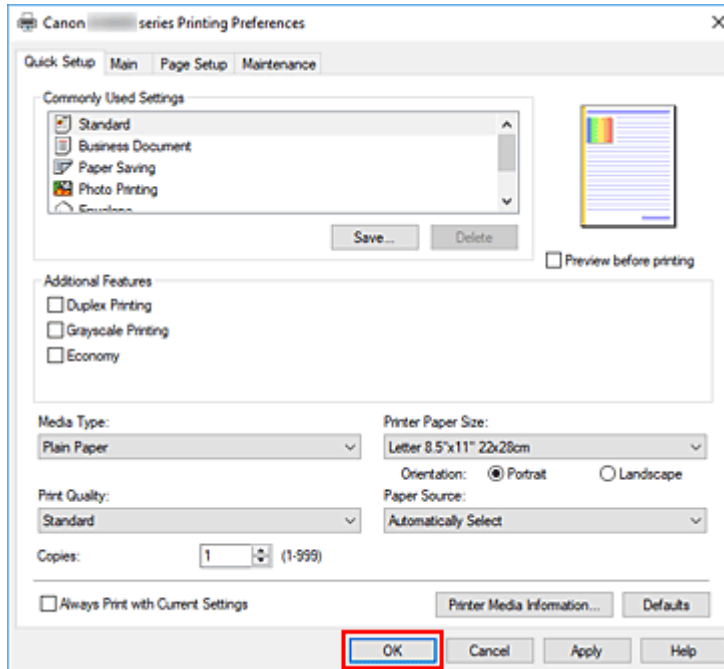 Canon series Printing Preferences
Quick Setup Main Page Setup Maintenance
Commonly Used Settings
Standard
Business Document
Paper Saving
Photo Printing
Envelope
Save... Delete
Preview before printing
Additional Features
Duplex Printing
Grayscale Printing
Economy
Media Type: Printer Paper Size:
Plain Paper Letter 8.5"x11" 22x28cm
Orientation: Portrait Landscape
Print Quality: Paper Source:
Standard Automatically Select
Copies: 1 (1-999)
Always Print with Current Settings Printer Media Information... Defaults
OK Cancel Apply Help